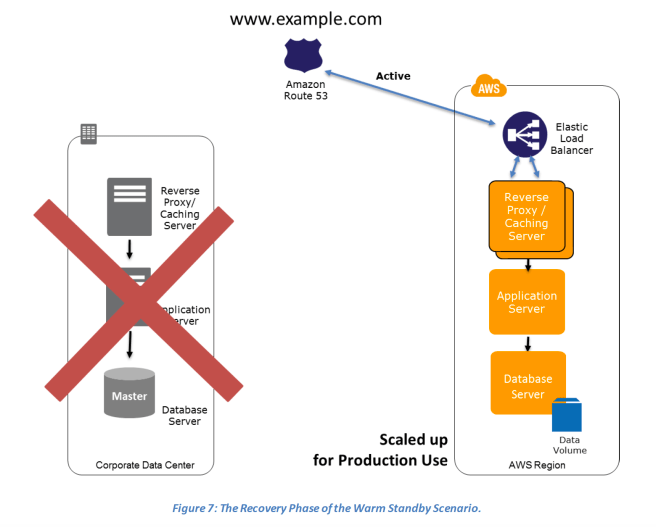 www.example.com
Amazon
Route 53
Active
AWS
Elastic
Load
Balancer
Reverse
Proxy/
Caching
Server
Reverse
Proxy /
Caching
Server
Application
Server
Database
Server
Master
Database
Server
Data
Volume
Scaled up
for Production Use
Corporate Data Center
AWS Region
Figure 7: The Recovery Phase of the Warm Standby Scenario.